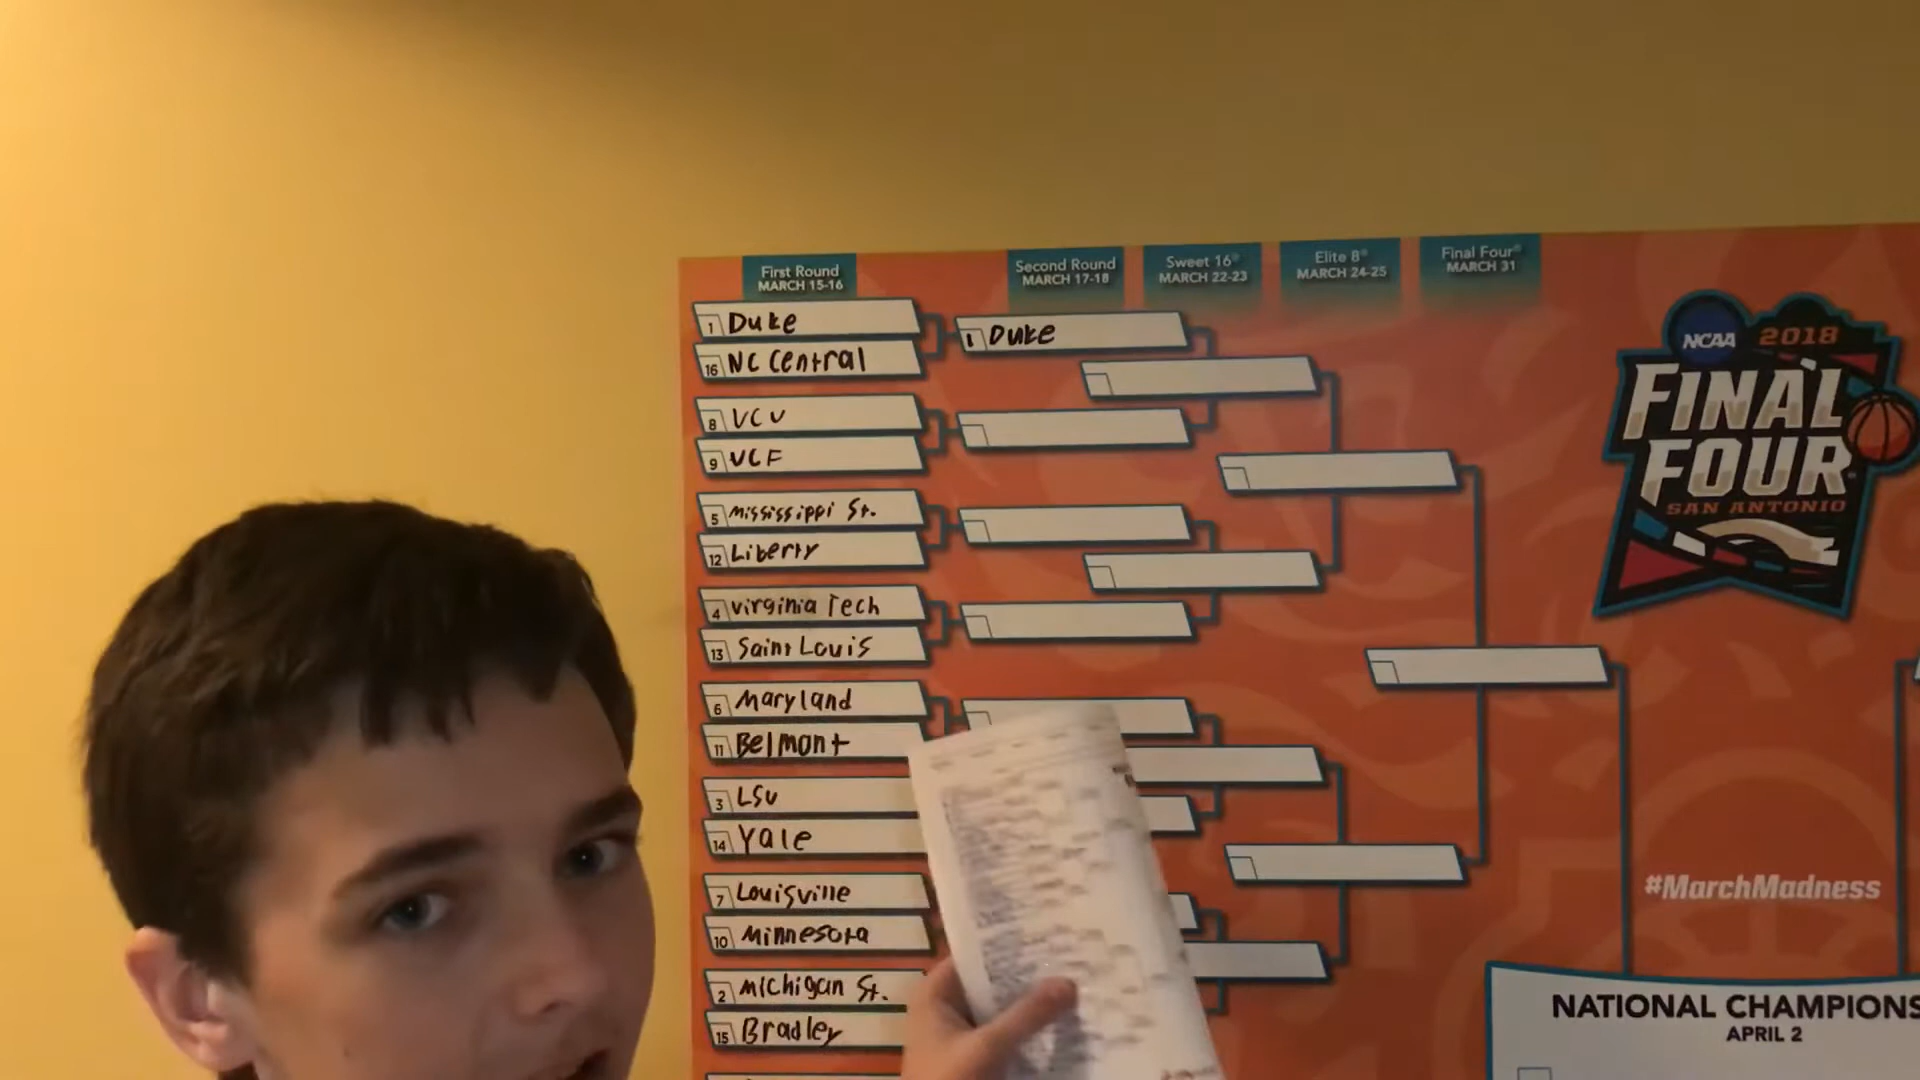 First Round
MARCH 15-16
Second Round
MARCH 17-18
Sweet 16®
MARCH 22-23
Elite 8®
MARCH 24-25
Final Four®
MARCH 31
1 Duke
16 NC Central
8 VCU
9 UCF
5 Mississippi St.
12 Liberty
4 Virginia Tech
13 Saint Louis
6 Maryland
11 Belmont
3 LSU
14 Yale
7 Louisville
10 Minnesota
2 Michigan St.
15 Bradley
1 Duke
NCAA 2018
FINAL
FOUR
SAN ANTONIO
#MarchMadness
NATIONAL CHAMPIONS
APRIL 2